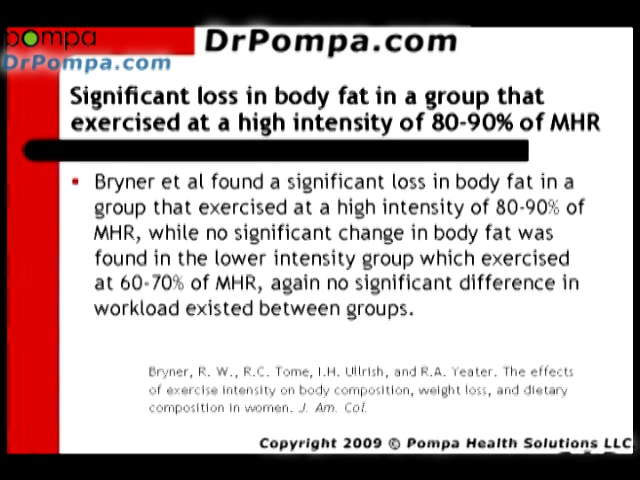 pompa
DrPompa.com
DrPompa.com
Significant loss in body fat in a group that
exercised at a high intensity of 80-90% of MHR
Bryner et al found a significant loss in body fat in a
group that exercised at a high intensity of 80-90% of
MHR, while no significant change in body fat was
found in the lower intensity group which exercised
at 60-70% of MHR, again no significant difference in
workload existed between groups.
Bryner, R. W., R.C. Tome, I.H. Ullrish, and R.A. Yeater. The effects
of exercise intensity on body composition, weight loss, and dietary
composition in women. J. Am. Col.
Copyright 2009 © Pompa Health Solutions LLC